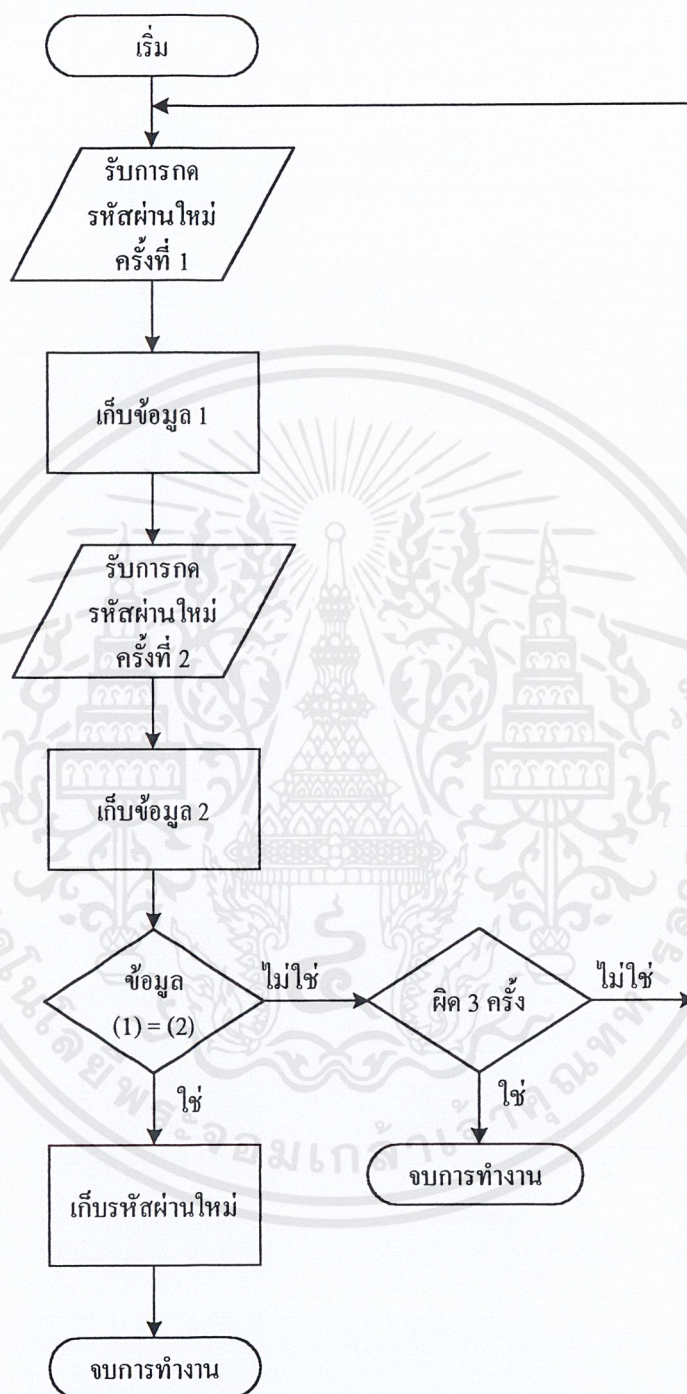 เริ่ม
รับการกด
รหัสผ่านใหม่
ครั้งที่ 1
เก็บข้อมูล 1
รับการกด
รหัสผ่านใหม่
ครั้งที่ 2
เก็บข้อมูล 2
ข้อมูล
(1) = (2)
ไม่ใช่
ผิด 3 ครั้ง
ไม่ใช่
ใช่
ใช่
เก็บรหัสผ่านใหม่
จบการทำงาน
จบการทำงาน